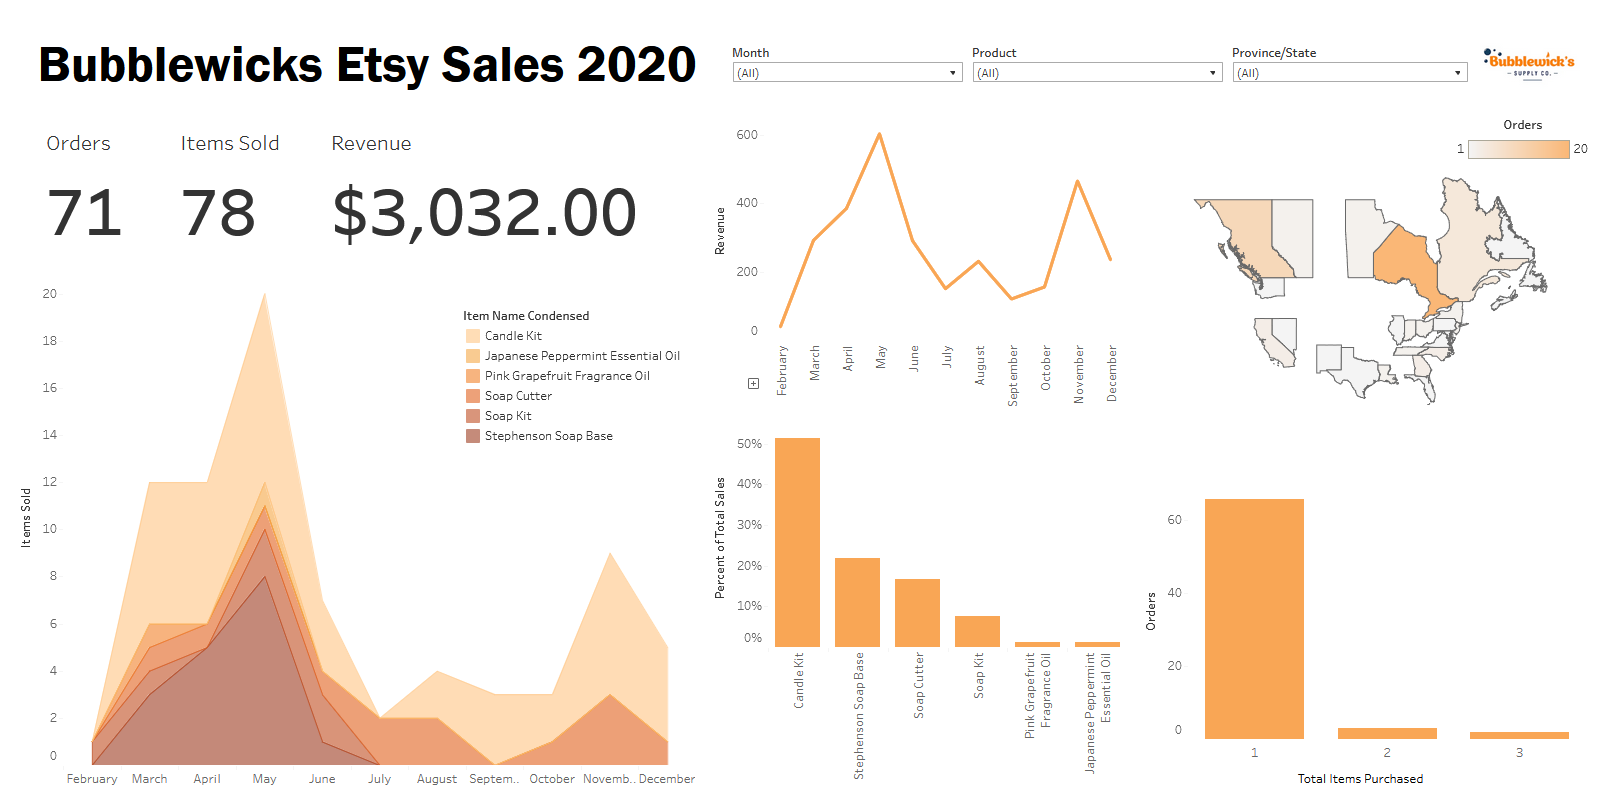 Bubblewicks Etsy Sales 2020
Month
(All)
Product
(All)
Province/State
(All)
Bubblewick's
SUPPLY CO.
Orders
71
Items Sold
78
Revenue
$3,032.00
Items Sold
20
18
16
14
12
10
8
6
4
2
0
February
March
April
May
June
July
August
Septem..
October
Novemb..
December
Item Name Condensed
Candle Kit
Japanese Peppermint Essential Oil
Pink Grapefruit Fragrance Oil
Soap Cutter
Soap Kit
Stephenson Soap Base
Revenue
600
400
200
0
February
March
April
May
June
July
August
September
October
November
December
Orders
1
20
Percent of Total Sales
50%
40%
30%
20%
10%
0%
Candle Kit
Stephenson Soap Base
Soap Cutter
Soap Kit
Pink Grapefruit
Fragrance Oil
Japanese Peppermint
Essential Oil
Orders
60
40
20
0
1
2
3
Total Items Purchased